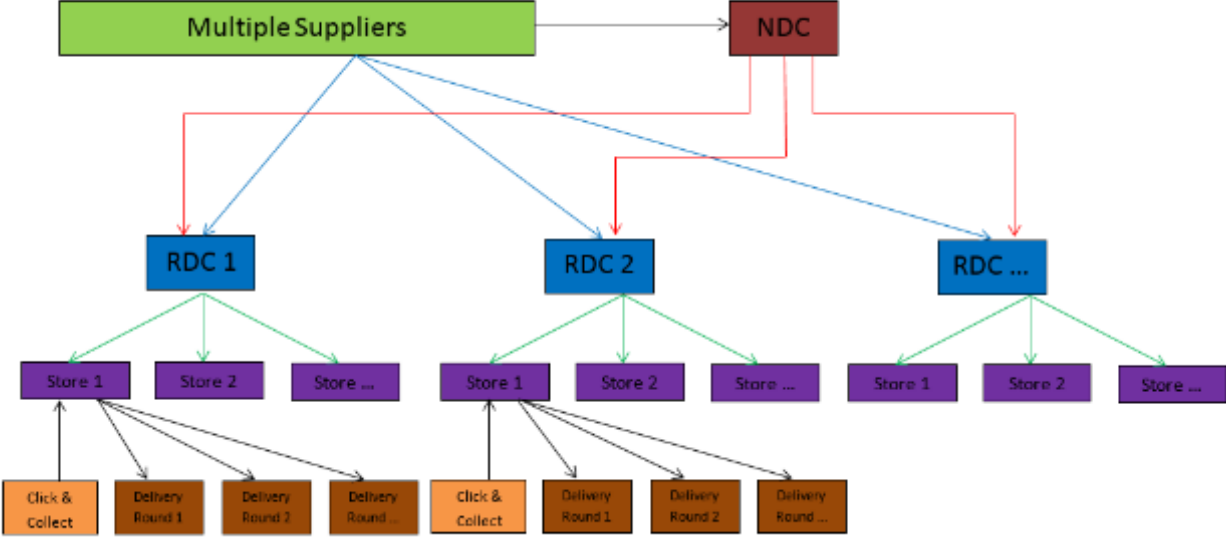 Multiple Suppliers
NDC
RDC 1
RDC 2
RDC ...
Store 1
Store 2
Store ...
Store 1
Store 2
Store ...
Store 1
Store 2
Store ...
Click &
Collect
Delivery
Round 1
Delivery
Round 2
Delivery
Round ...
Click &
Collect
Delivery
Round 1
Delivery
Round 2
Delivery
Round ...